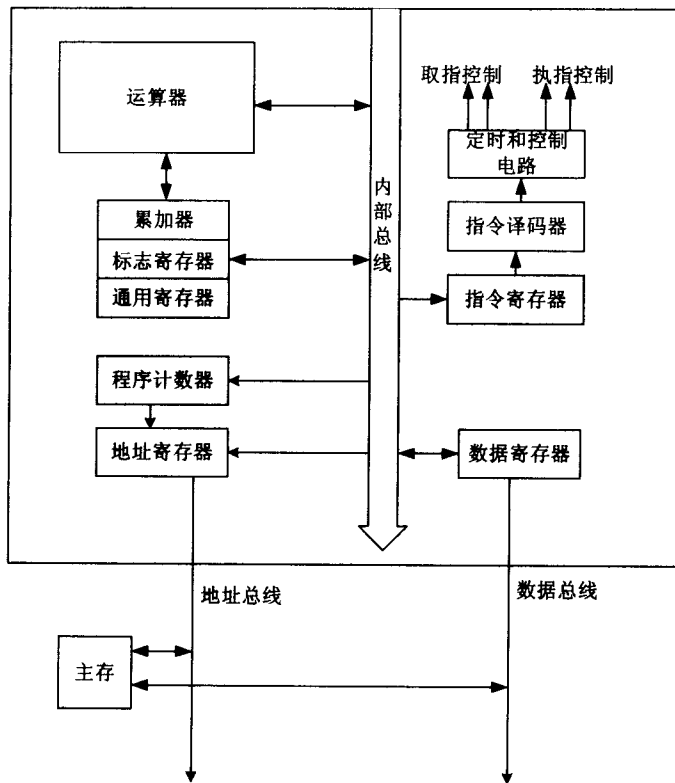 运算器
累加器
标志寄存器
通用寄存器
程序计数器
地址寄存器
内
部
总
线
取指控制
执指控制
定时和控制
电路
指令译码器
指令寄存器
数据寄存器
地址总线
数据总线
主存